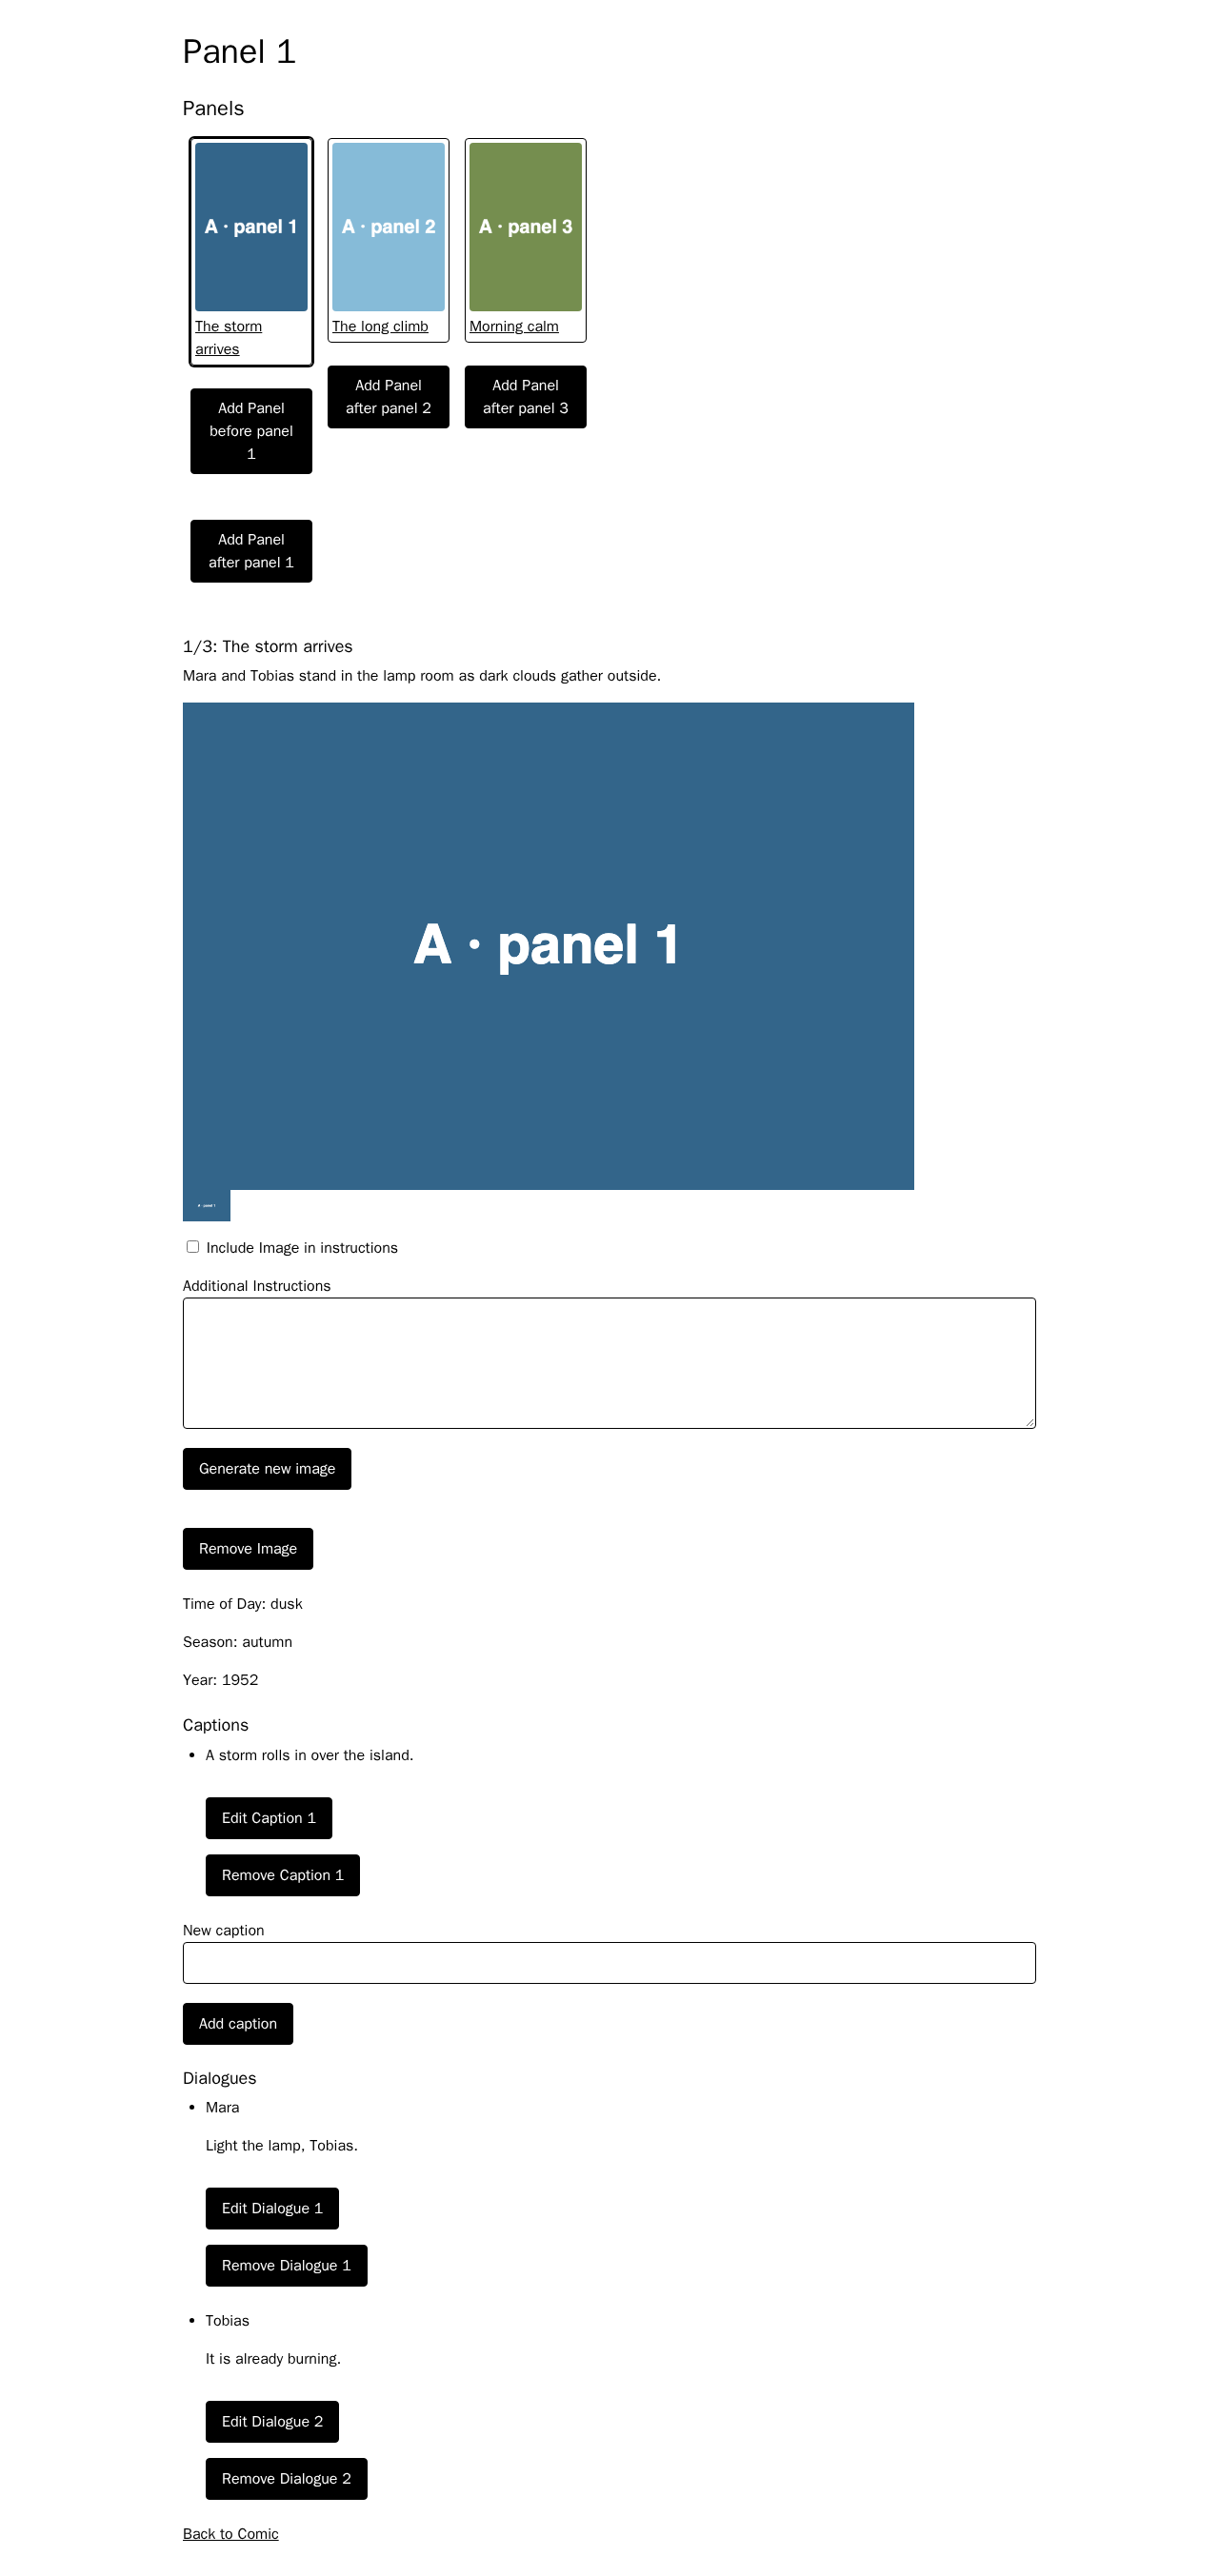 Panel 1
Panels
A · panel 1
The storm
arrives
Add Panel
before panel
1
Add Panel
after panel 1
A · panel 2
The long climb
Add Panel
after panel 2
A · panel 3
Morning calm
Add Panel
after panel 3
1/3: The storm arrives
Mara and Tobias stand in the lamp room as dark clouds gather outside.
A · panel 1
A · panel 1
Include Image in instructions
Additional Instructions
Generate new image
Remove Image
Time of Day: dusk
Season: autumn
Year: 1952
Captions
• A storm rolls in over the island.
Edit Caption 1
Remove Caption 1
New caption
Add caption
Dialogues
• Mara
Light the lamp, Tobias.
Edit Dialogue 1
Remove Dialogue 1
• Tobias
It is already burning.
Edit Dialogue 2
Remove Dialogue 2
Back to Comic